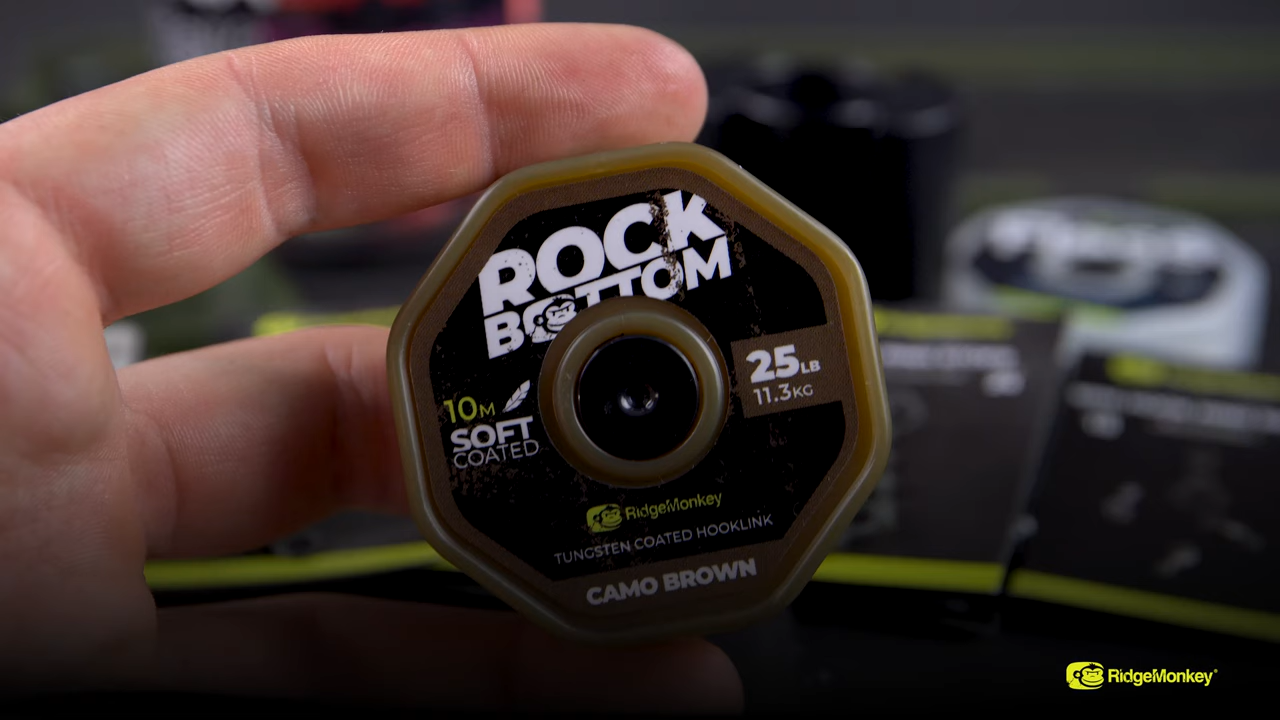 ROCK
BOTTOM
25LB
11.3KG
10M
SOFT
COATED
RidgeMonkey
TUNGSTEN COATED HOOKLINK
CAMO BROWN
RidgeMonkey®